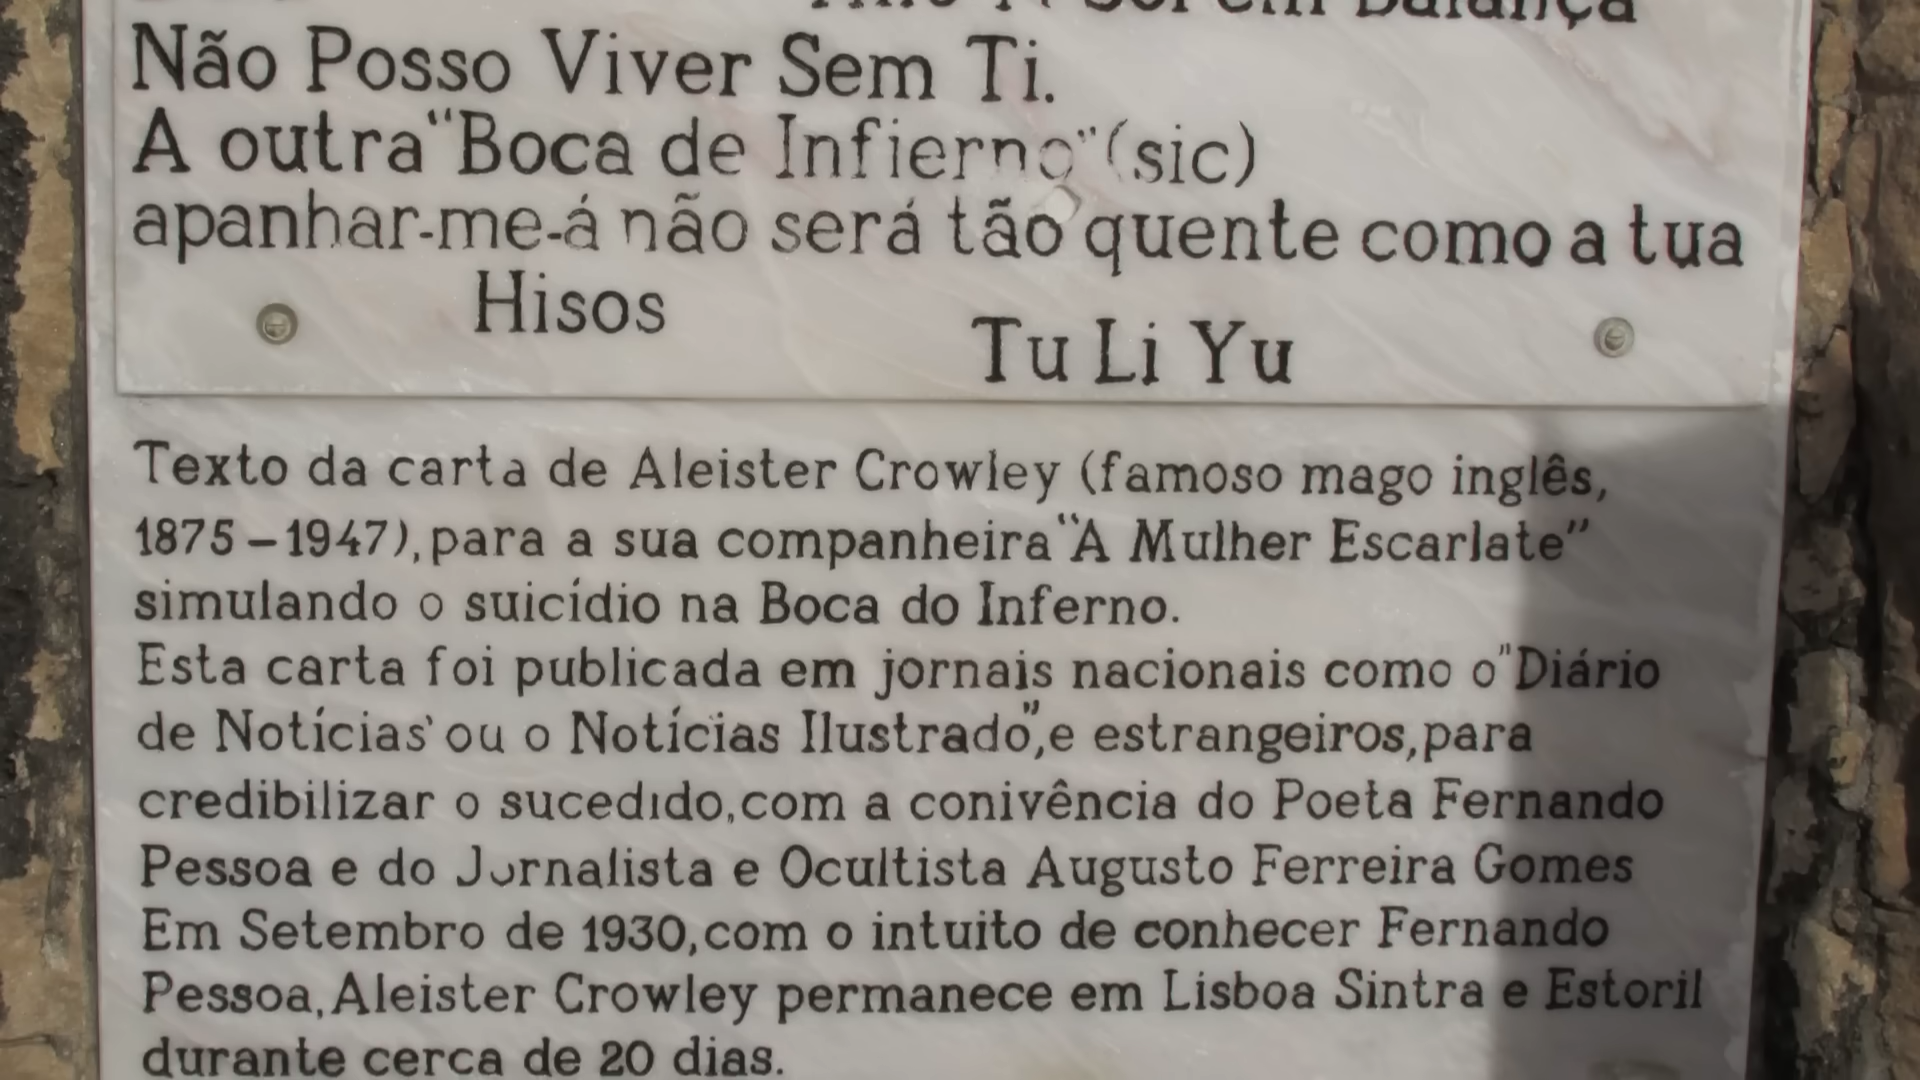 Sol em Balança
Não Posso Viver Sem Ti.
A outra "Boca de Infierno" (sic)
apanhar-me-á não será tão quente como a tua
Hisos
Tu Li Yu
Texto da carta de Aleister Crowley (famoso mago inglês,
1875-1947), para a sua companheira "A Mulher Escarlate"
simulando o suicídio na Boca do Inferno.
Esta carta foi publicada em jornais nacionais como o "Diário
de Notícias' ou o Notícias Ilustrado", e estrangeiros, para
credibilizar o sucedido, com a conivência do Poeta Fernando
Pessoa e do Jornalista e Ocultista Augusto Ferreira Gomes
Em Setembro de 1930, com o intuito de conhecer Fernando
Pessoa, Aleister Crowley permanece em Lisboa Sintra e Estoril
durante cerca de 20 dias.